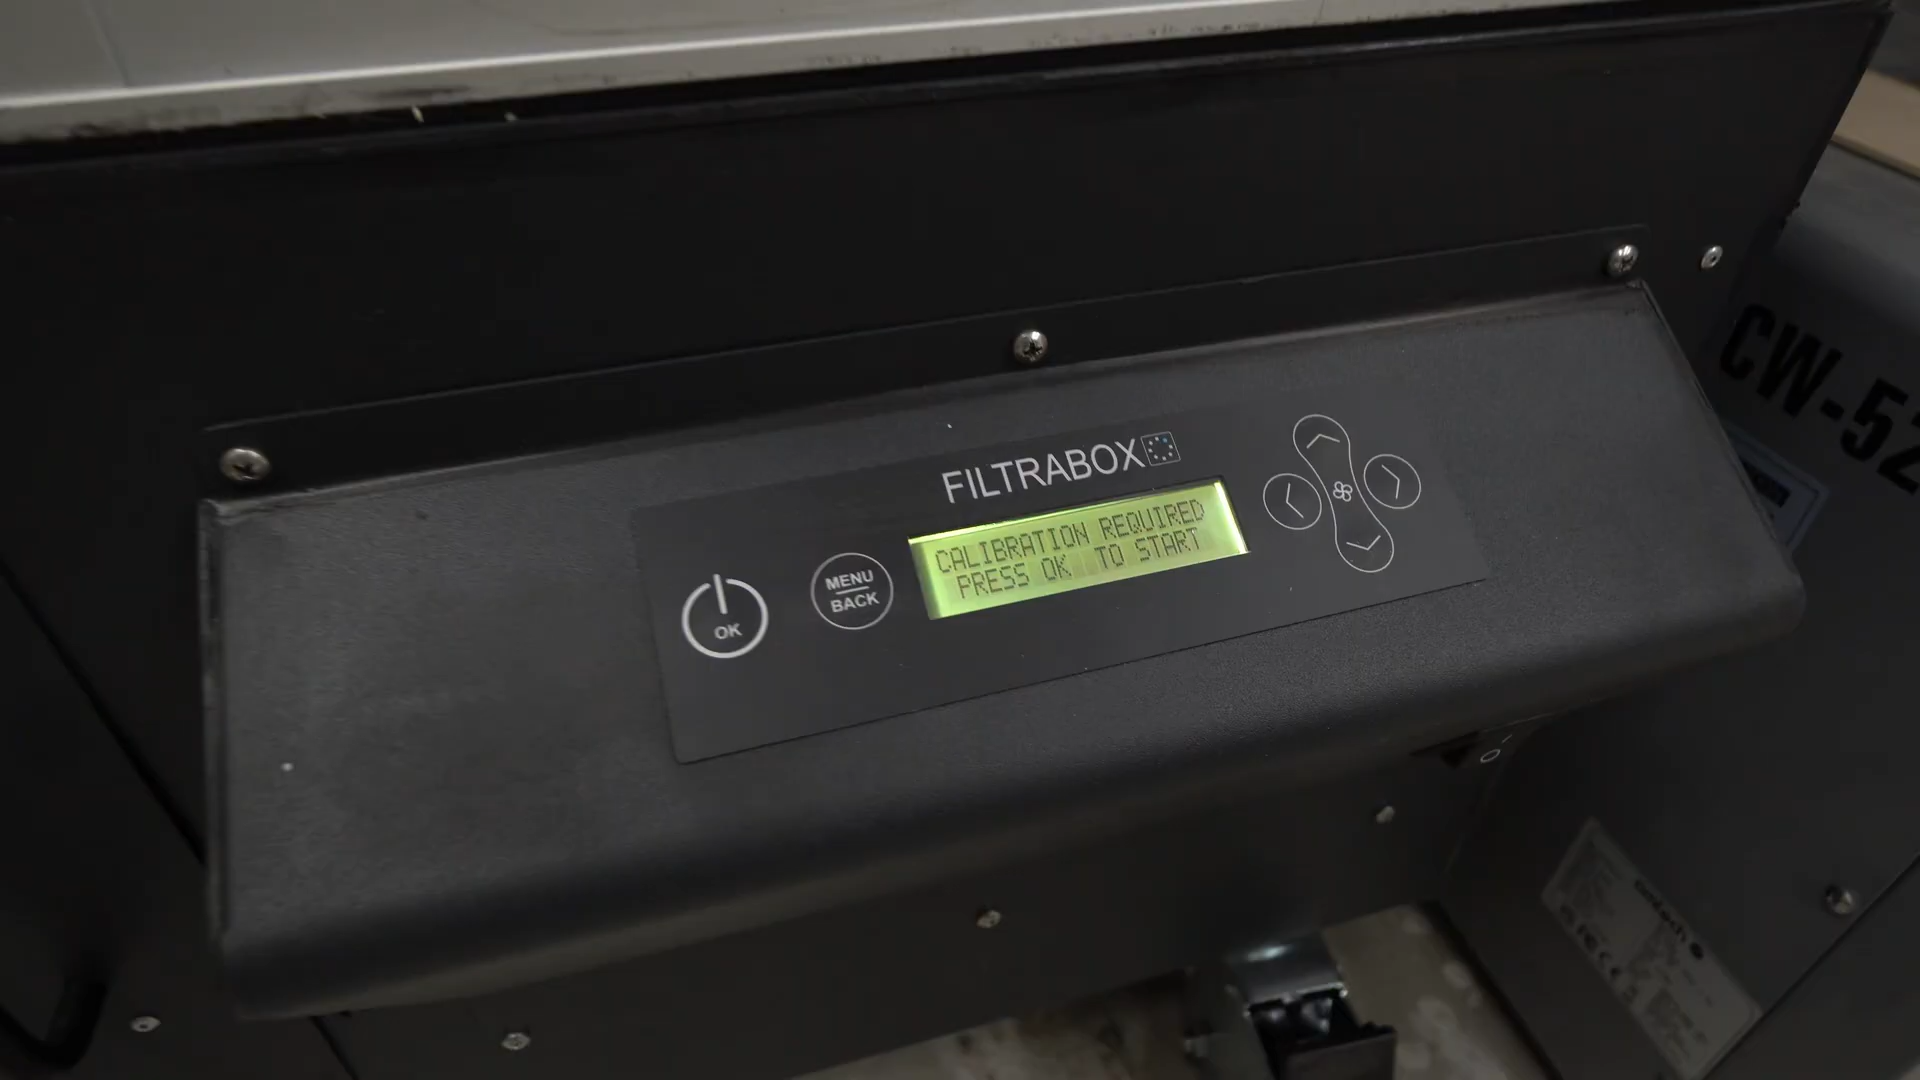 FILTRABOX
CALIBRATION REQUIRED
PRESS OK TO START
OK
MENU
BACK
CW-52